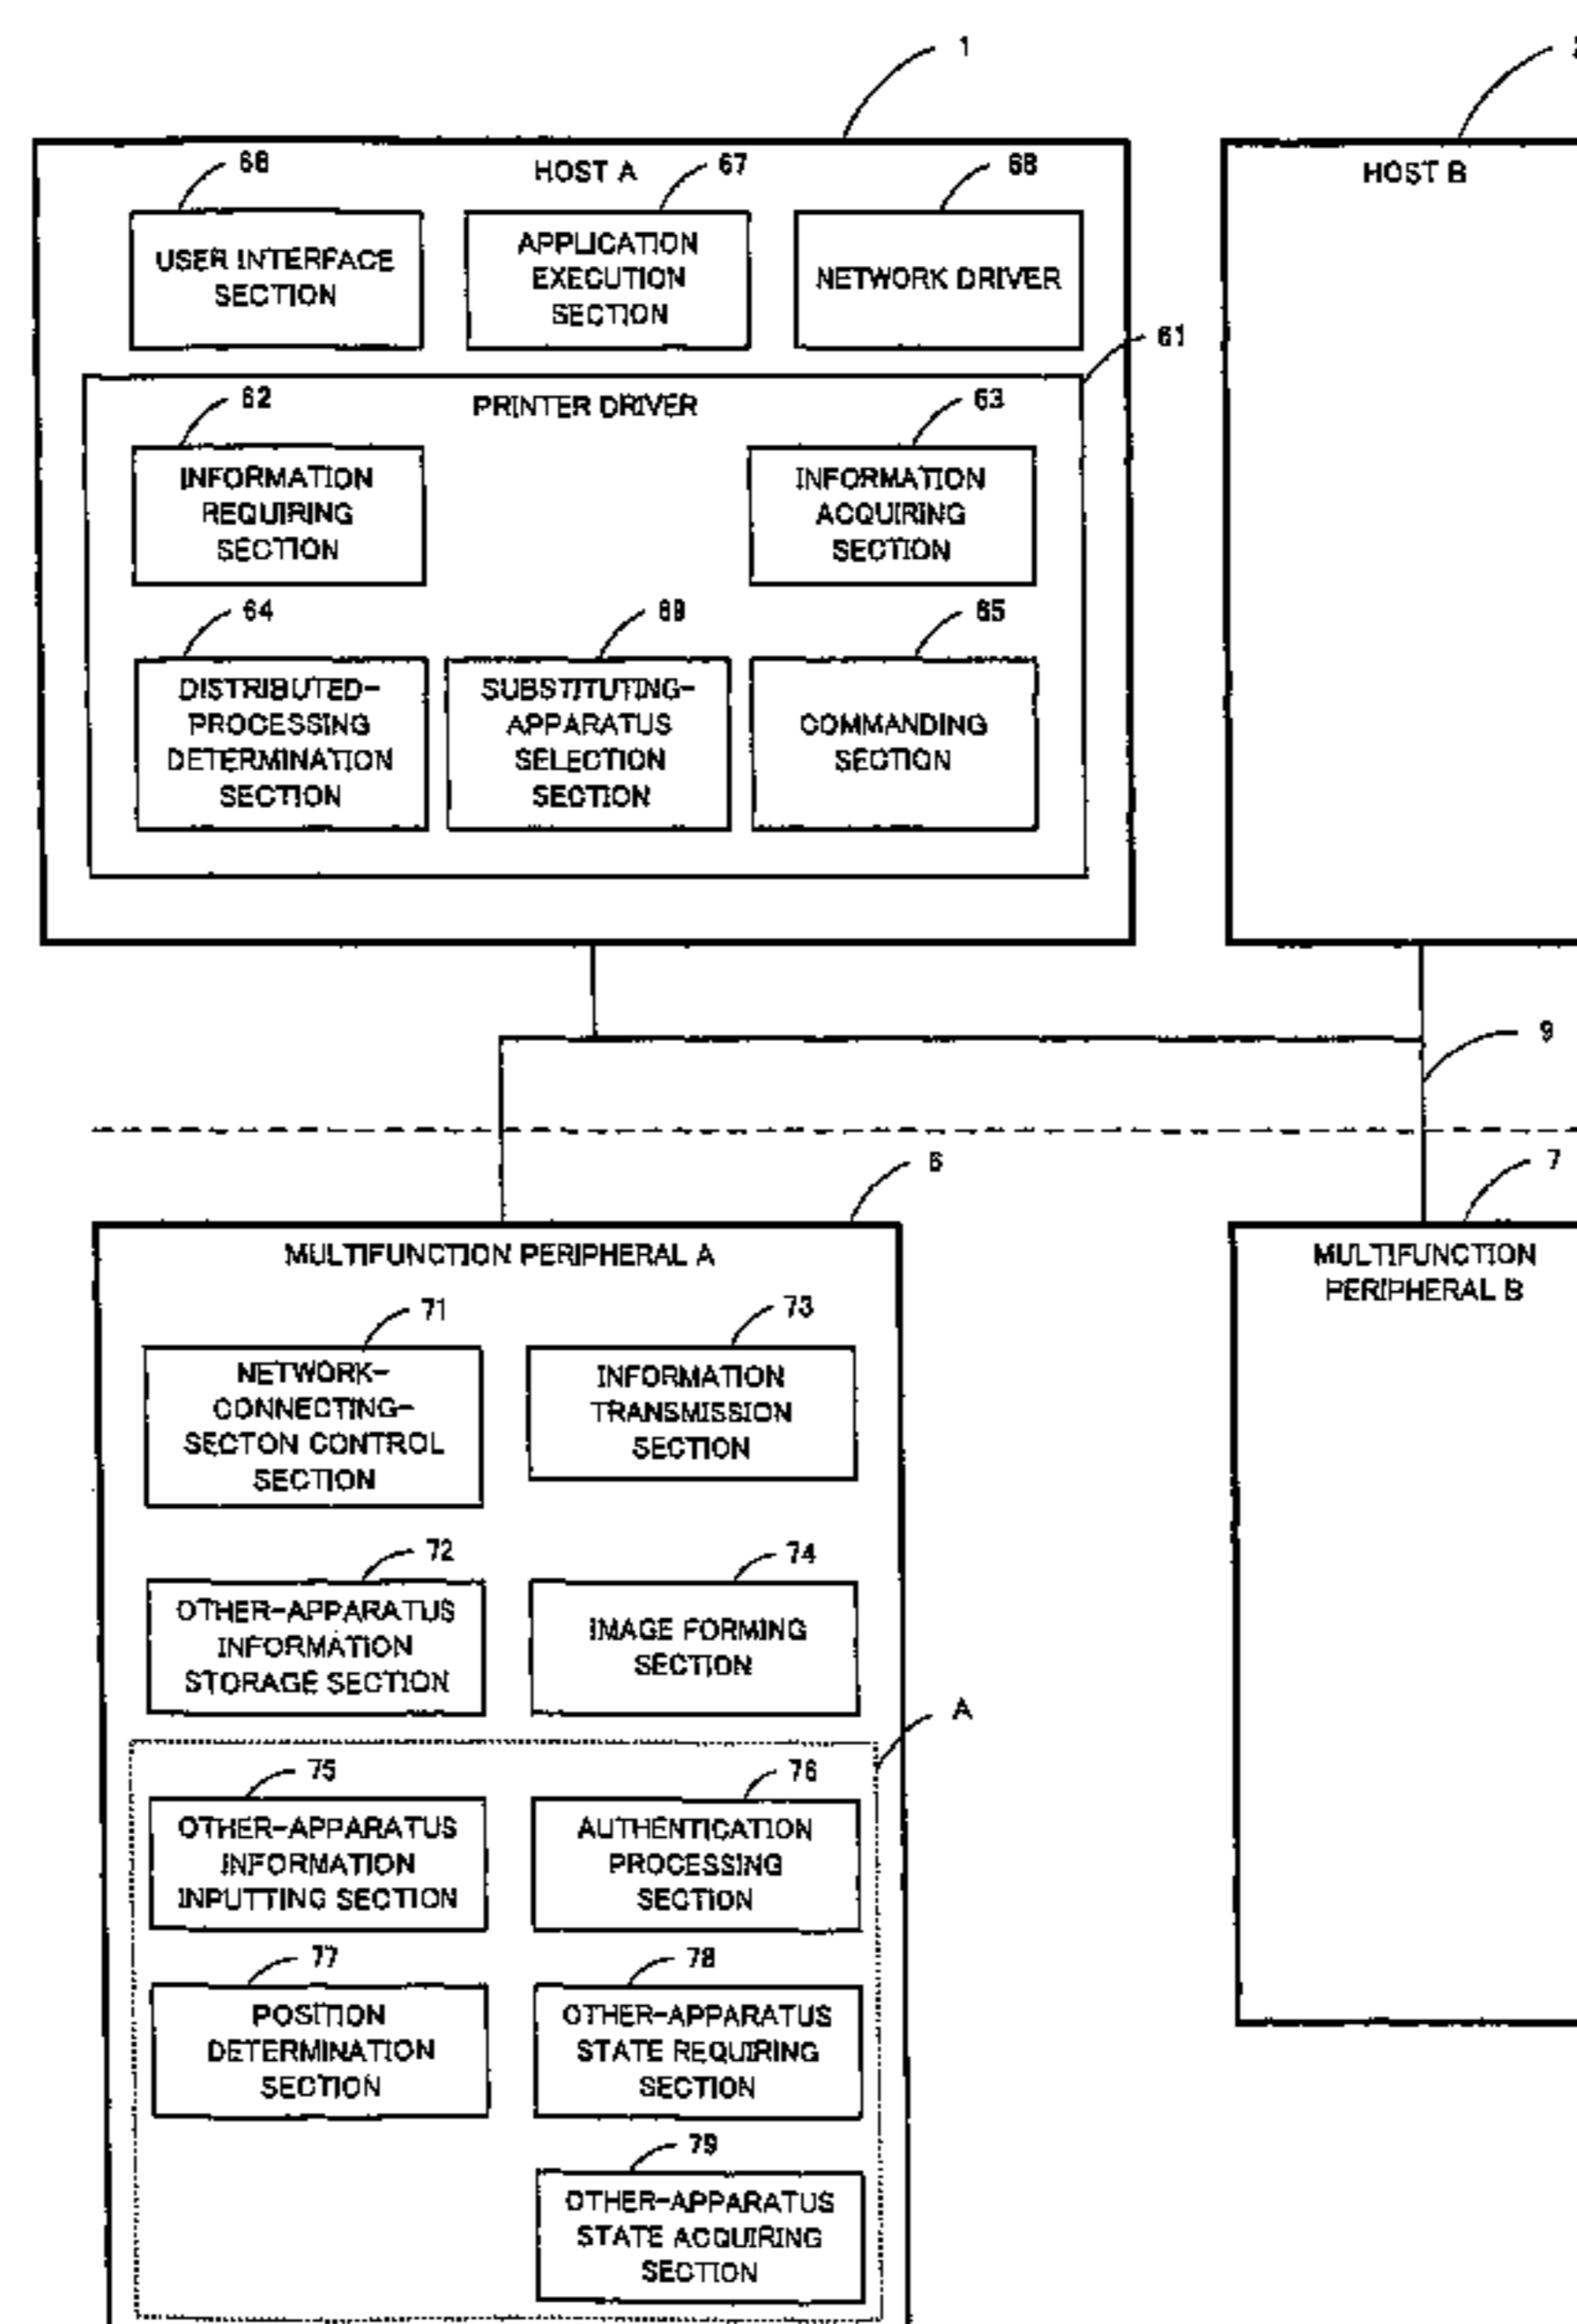 1
HOST A
66
67
68
USER INTERFACE
SECTION
APPLICATION
EXECUTION
SECTION
NETWORK DRIVER
61
PRINTER DRIVER
62
63
INFORMATION
REQUIRING
SECTION
INFORMATION
ACQUIRING
SECTION
64
69
65
DISTRIBUTED-
PROCESSING
DETERMINATION
SECTION
SUBSTITUTING-
APPARATUS
SELECTION
SECTION
COMMANDING
SECTION
HOST B
9
6
MULTIFUNCTION PERIPHERAL A
71
73
NETWORK-
CONNECTING-
SECTON CONTROL
SECTION
INFORMATION
TRANSMISSION
SECTION
72
74
OTHER-APPARATUS
INFORMATION
STORAGE SECTION
IMAGE FORMING
SECTION
A
75
76
OTHER-APPARATUS
INFORMATION
INPUTTING SECTION
AUTHENTICATION
PROCESSING
SECTION
77
78
POSITION
DETERMINATION
SECTION
OTHER-APPARATUS
STATE REQUIRING
SECTION
79
OTHER-APPARATUS
STATE ACQUIRING
SECTION
7
MULTIFUNCTION
PERIPHERAL B